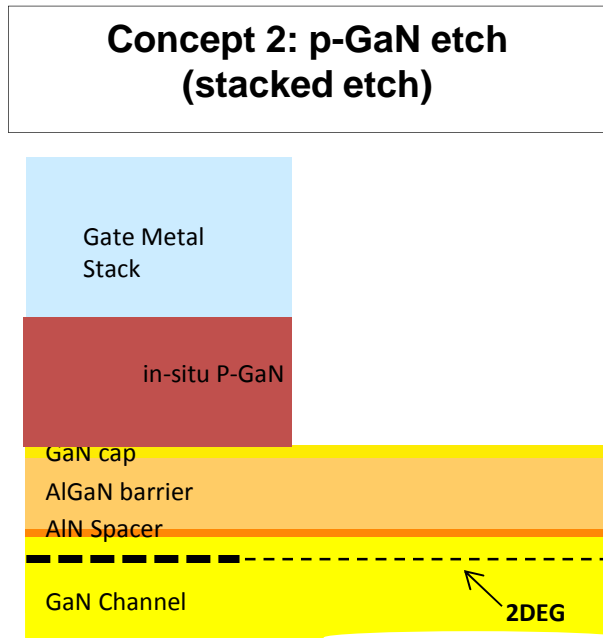 Concept 2: p-GaN etch
(stacked etch)
Gate Metal
Stack
in-situ P-GaN
GaN cap
AlGaN barrier
AlN Spacer
GaN Channel
2DEG